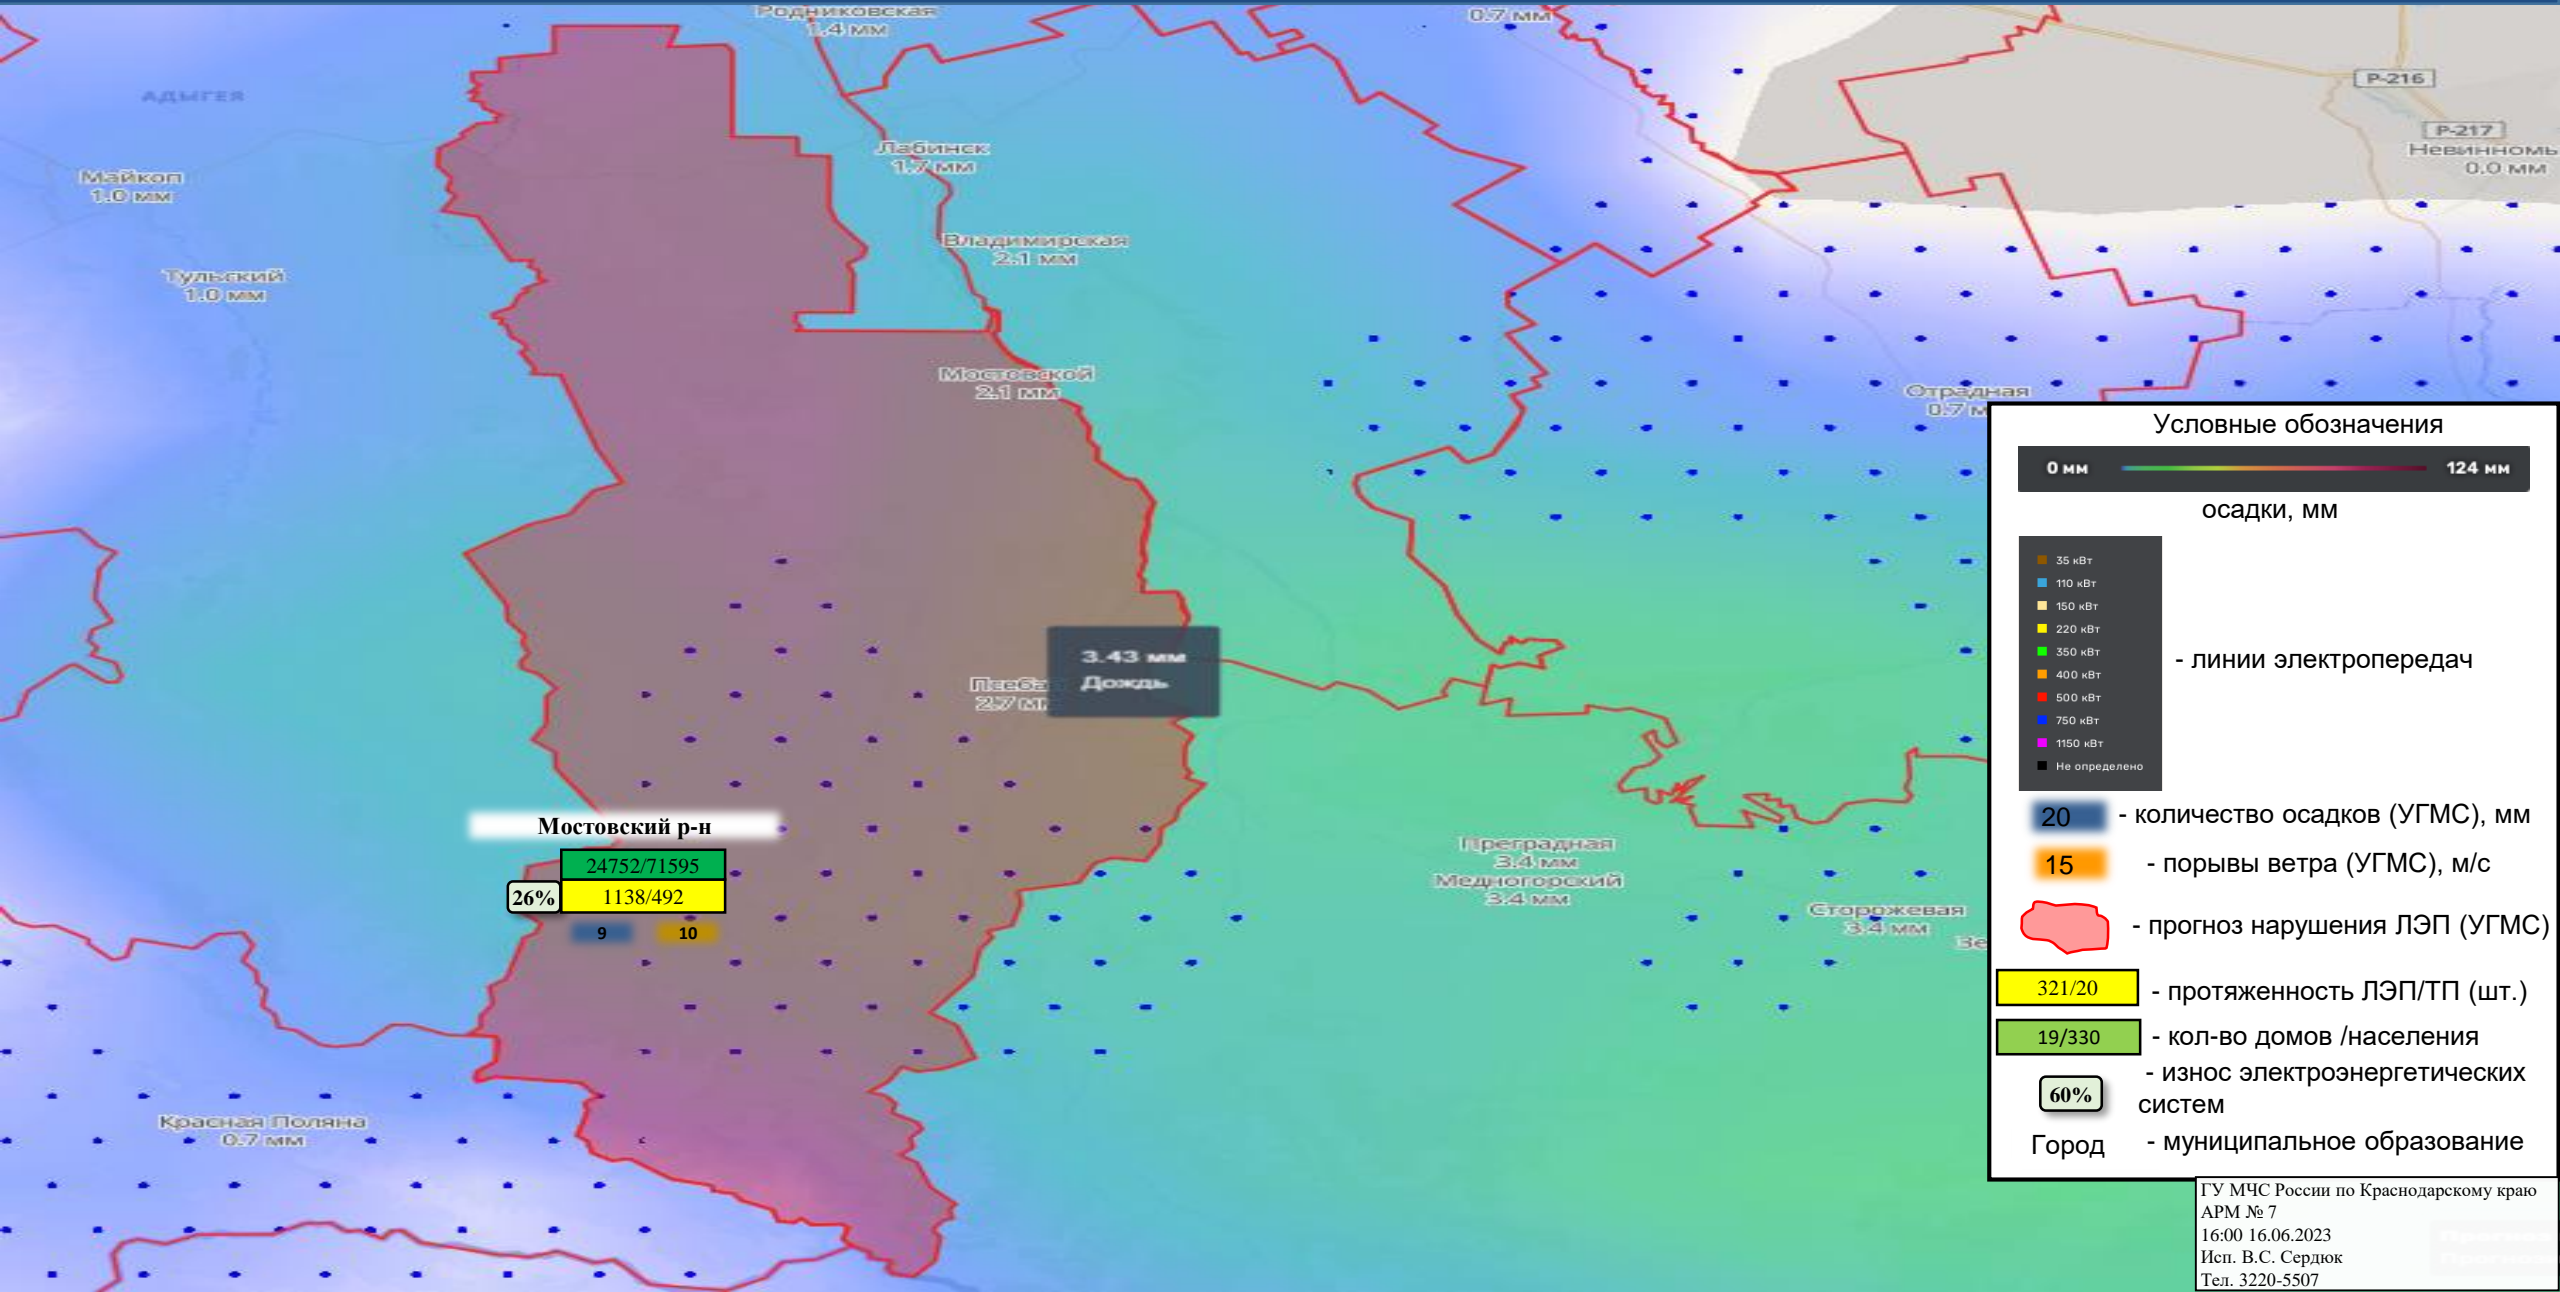 Родниковская
1.4 мм
0.7 мм
Р-216
АДЫГЕЯ
Р-217
Лабинск
1.7 мм
0.0 мм
Майкоп
1.0 мм
Владимирская
2.1 мм
Тульский
1.0 мм
Мостовской
2.1 мм
Отрадная
0.7 м
Условные обозначения
0 мм 124 мм
осадки, мм
35 кВт
110 кВт
150 кВт
220 кВт
350 кВт
400 кВт
500 кВт
750 кВт
1150 кВт
Не определено
- линии электропередач
3.43 мм
Дождь
2.7 м
Мостовский р-н
24752/71595
26% 1138/492
9 10
Преградная
3.4 мм
Медногорский
3.4 мм
Сторожевая
3.4 мм
20 - количество осадков (УГМС), мм
15 - порывы ветра (УГМС), м/с
- прогноз нарушения ЛЭП (УГМС)
321/20 - протяженность ЛЭП/ТП (шт.)
19/330 - кол-во домов /населения
60% - износ электроэнергетических
систем
Город - муниципальное образование
Красная Поляна
0.7 мм
ГУ МЧС России по Краснодарскому краю
АРМ № 7
16:00 16.06.2023
Исп. В.С. Сердюк
Тел. 3220-5507